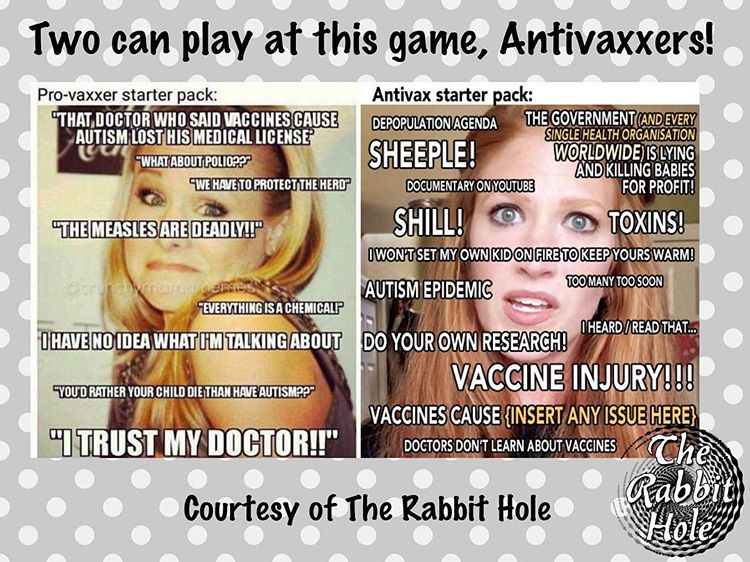 Two can play at this game, Antivaxxers!
Pro-vaxxer starter pack:
"THAT DOCTOR WHO SAID VACCINES CAUSE
AUTISM LOST HIS MEDICAL LICENSE"
"WHAT ABOUT POLIO??"
"WE HAVE TO PROTECT THE HERD"
"THE MEASLES ARE DEADLY!!"
@crunchymamamemes
"EVERYTHING IS A CHEMICAL!"
I HAVE NO IDEA WHAT I'M TALKING ABOUT
"YOU'D RATHER YOUR CHILD DIE THAN HAVE AUTISM??"
"I TRUST MY DOCTOR!!"
Antivax starter pack:
DEPOPULATION AGENDA
THE GOVERNMENT (AND EVERY
SINGLE HEALTH ORGANISATION
WORLDWIDE) IS LYING
AND KILLING BABIES
FOR PROFIT!
SHEEPLE!
DOCUMENTARY ON YOUTUBE
SHILL!
TOXINS!
I WON'T SET MY OWN KID ON FIRE TO KEEP YOURS WARM!
AUTISM EPIDEMIC
TOO MANY TOO SOON
I HEARD / READ THAT...
DO YOUR OWN RESEARCH!
VACCINE INJURY!!!
VACCINES CAUSE {INSERT ANY ISSUE HERE}
DOCTORS DON'T LEARN ABOUT VACCINES
The
Rabbit
Hole
Courtesy of The Rabbit Hole